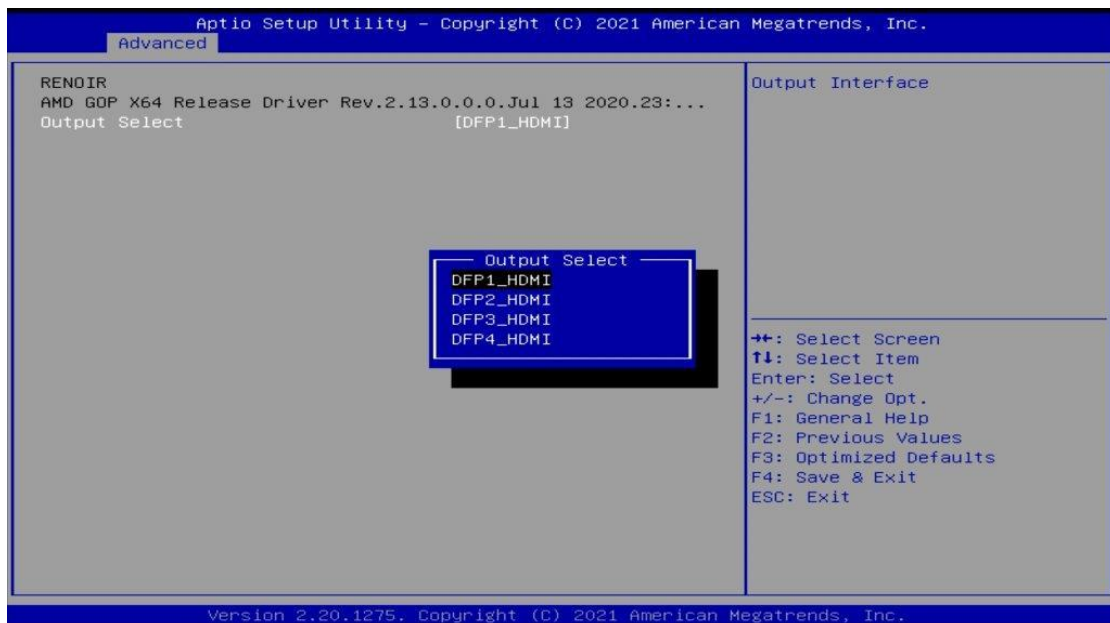 Aptio Setup Utility – Copyright (C) 2021 American Megatrends, Inc.
Advanced
RENOIR
AMD GOP X64 Release Driver Rev.2.13.0.0.0.Jul 13 2020.23:...
Output Select [DFP1_HDMI]
Output Interface
Output Select
DFP1_HDMI
DFP2_HDMI
DFP3_HDMI
DFP4_HDMI
→←: Select Screen
↑↓: Select Item
Enter: Select
+/-: Change Opt.
F1: General Help
F2: Previous Values
F3: Optimized Defaults
F4: Save & Exit
ESC: Exit
Version 2.20.1275. Copyright (C) 2021 American Megatrends, Inc.